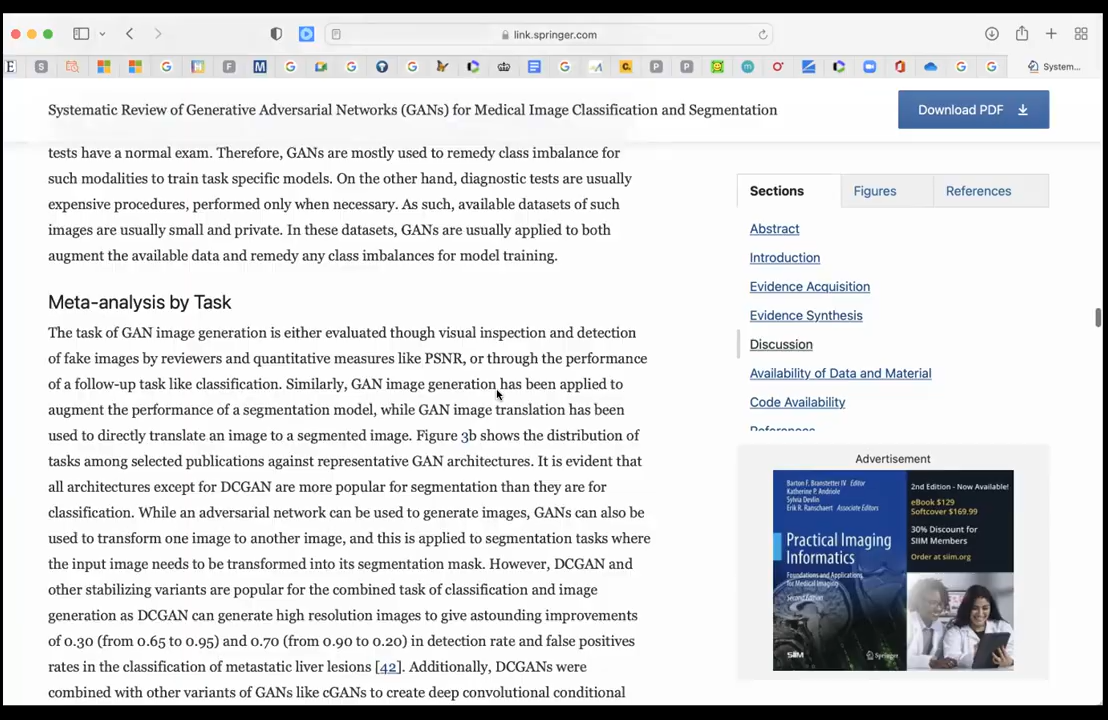 link.springer.com
System...
Systematic Review of Generative Adversarial Networks (GANs) for Medical Image Classification and Segmentation
Download PDF
tests have a normal exam. Therefore, GANs are mostly used to remedy class imbalance for
such modalities to train task specific models. On the other hand, diagnostic tests are usually
expensive procedures, performed only when necessary. As such, available datasets of such
images are usually small and private. In these datasets, GANs are usually applied to both
augment the available data and remedy any class imbalances for model training.
Meta-analysis by Task
The task of GAN image generation is either evaluated though visual inspection and detection
of fake images by reviewers and quantitative measures like PSNR, or through the performance
of a follow-up task like classification. Similarly, GAN image generation has been applied to
augment the performance of a segmentation model, while GAN image translation has been
used to directly translate an image to a segmented image. Figure 3b shows the distribution of
tasks among selected publications against representative GAN architectures. It is evident that
all architectures except for DCGAN are more popular for segmentation than they are for
classification. While an adversarial network can be used to generate images, GANs can also be
used to transform one image to another image, and this is applied to segmentation tasks where
the input image needs to be transformed into its segmentation mask. However, DCGAN and
other stabilizing variants are popular for the combined task of classification and image
generation as DCGAN can generate high resolution images to give astounding improvements
of 0.30 (from 0.65 to 0.95) and 0.70 (from 0.90 to 0.20) in detection rate and false positives
rates in the classification of metastatic liver lesions [42]. Additionally, DCGANs were
combined with other variants of GANs like cGANs to create deep convolutional conditional
Sections
Figures
References
Abstract
Introduction
Evidence Acquisition
Evidence Synthesis
Discussion
Availability of Data and Material
Code Availability
References
Advertisement
Barton F. Branstetter IV Editor
Katherine P. Andriole
Sylvia Devlin
Erik R. Ranschaert Associate Editors
Practical Imaging
Informatics
Foundations and Applications
for Medical Imaging
Second Edition
SIIM
Springer
2nd Edition - Now Available!
eBook $129
Softcover $169.99
30% Discount for
SIIM Members
Order at siim.org